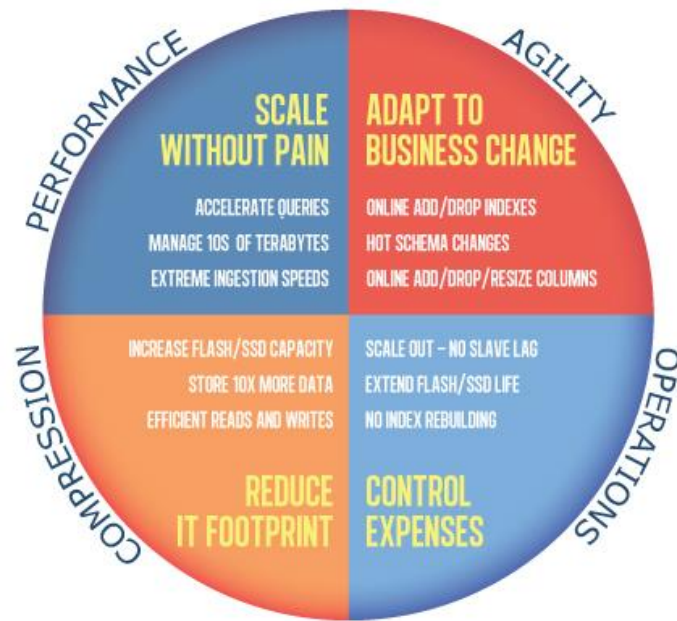 PERFORMANCE
SCALE
WITHOUT PAIN
ACCELERATE QUERIES
MANAGE 10S OF TERABYTES
EXTREME INGESTION SPEEDS
AGILITY
ADAPT TO
BUSINESS CHANGE
ONLINE ADD/DROP INDEXES
HOT SCHEMA CHANGES
ONLINE ADD/DROP/RESIZE COLUMNS
COMPRESSION
INCREASE FLASH/SSD CAPACITY
STORE 10X MORE DATA
EFFICIENT READS AND WRITES
REDUCE
IT FOOTPRINT
OPERATIONS
SCALE OUT – NO SLAVE LAG
EXTEND FLASH/SSD LIFE
NO INDEX REBUILDING
CONTROL
EXPENSES